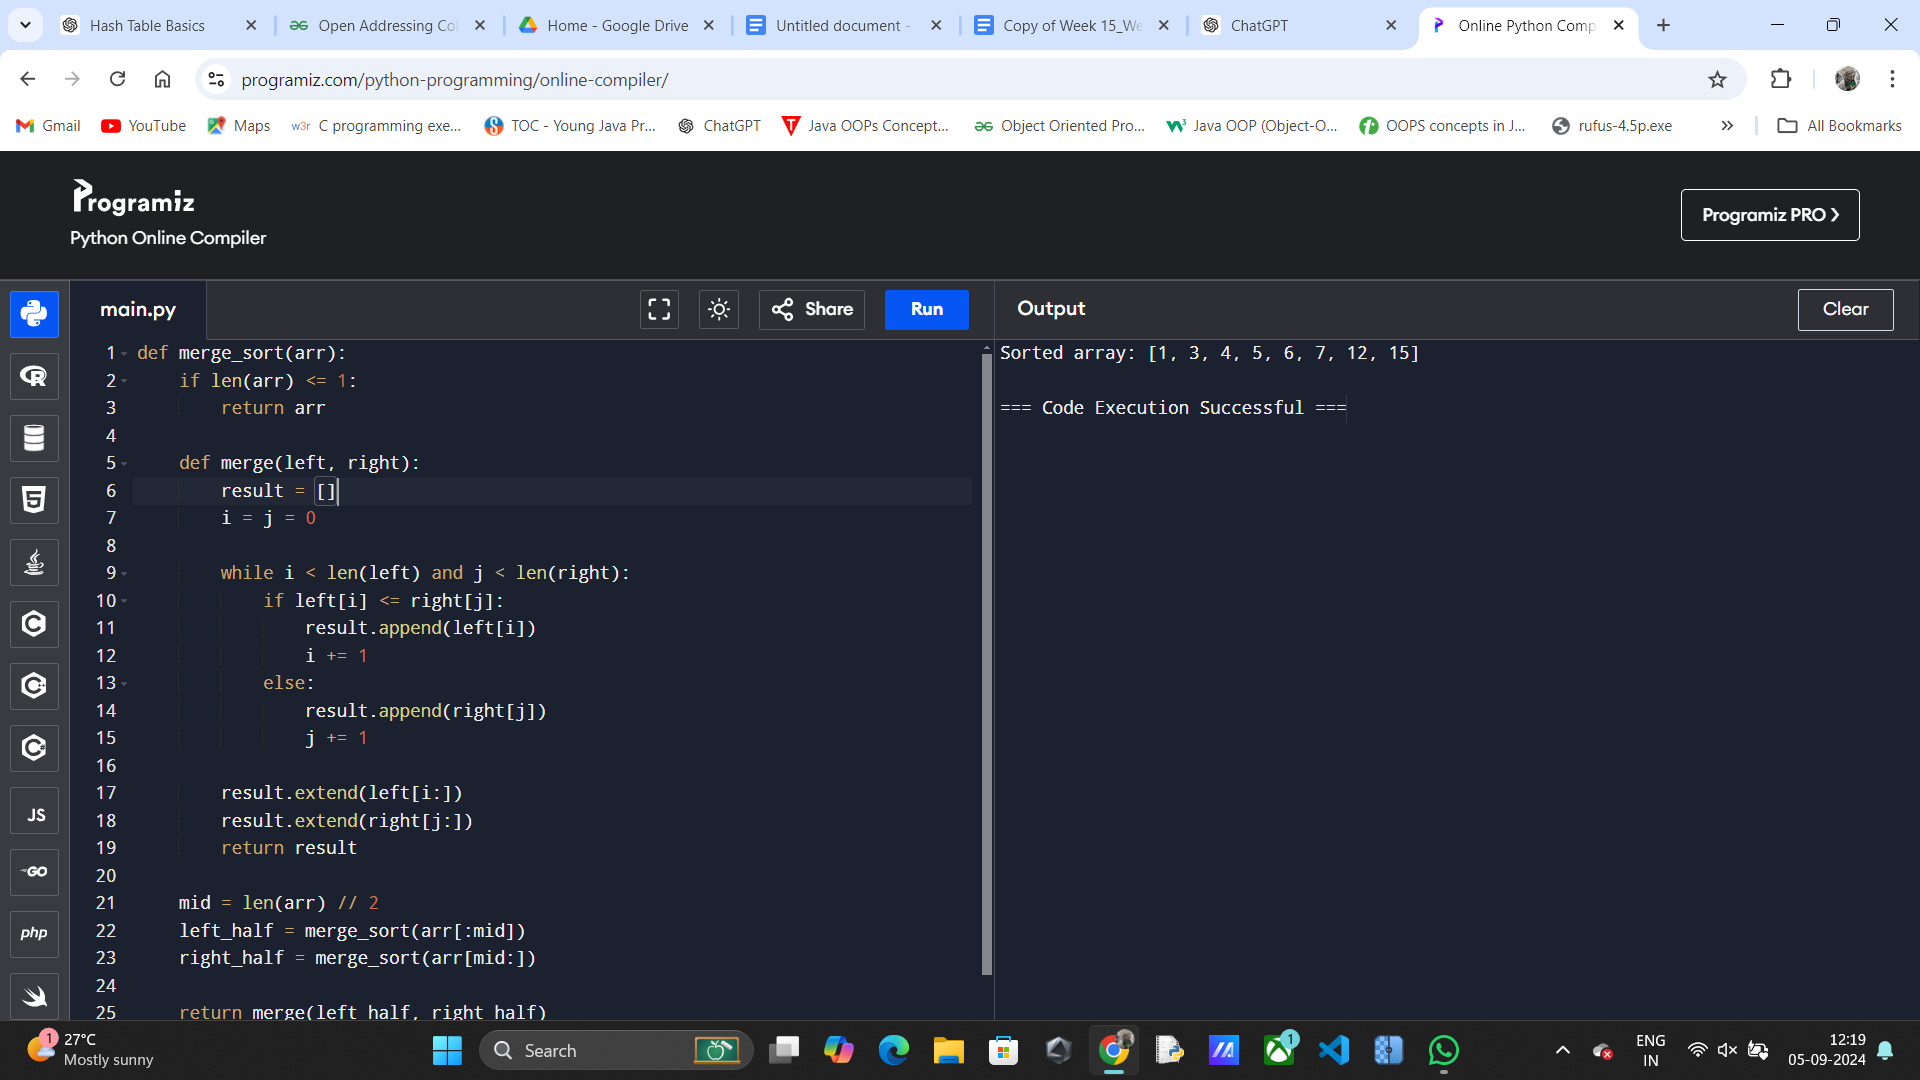 Hash Table Basics
Open Addressing Co
Home - Google Drive
Untitled document -
Copy of Week 15_We
ChatGPT
Online Python Comp
programiz.com/python-programming/online-compiler/
Gmail
YouTube
Maps
w3r C programming exe...
TOC - Young Java Pr...
ChatGPT
Java OOPs Concept...
Object Oriented Pro...
Java OOP (Object-O...
OOPS concepts in J...
rufus-4.5p.exe
All Bookmarks
Programiz
Python Online Compiler
Programiz PRO
main.py
Share
Run
Output
Clear
1 def merge_sort(arr):
2     if len(arr) <= 1:
3         return arr
4
5     def merge(left, right):
6         result = []
7         i = j = 0
8
9         while i < len(left) and j < len(right):
10             if left[i] <= right[j]:
11                 result.append(left[i])
12                 i += 1
13             else:
14                 result.append(right[j])
15                 j += 1
16
17         result.extend(left[i:])
18         result.extend(right[j:])
19         return result
20
21     mid = len(arr) // 2
22     left_half = merge_sort(arr[:mid])
23     right_half = merge_sort(arr[mid:])
24
25     return merge(left_half, right_half)
Sorted array: [1, 3, 4, 5, 6, 7, 12, 15]
=== Code Execution Successful ===
JS
GO
php
1
27°C
Mostly sunny
Search
1
ENG
IN
12:19
05-09-2024